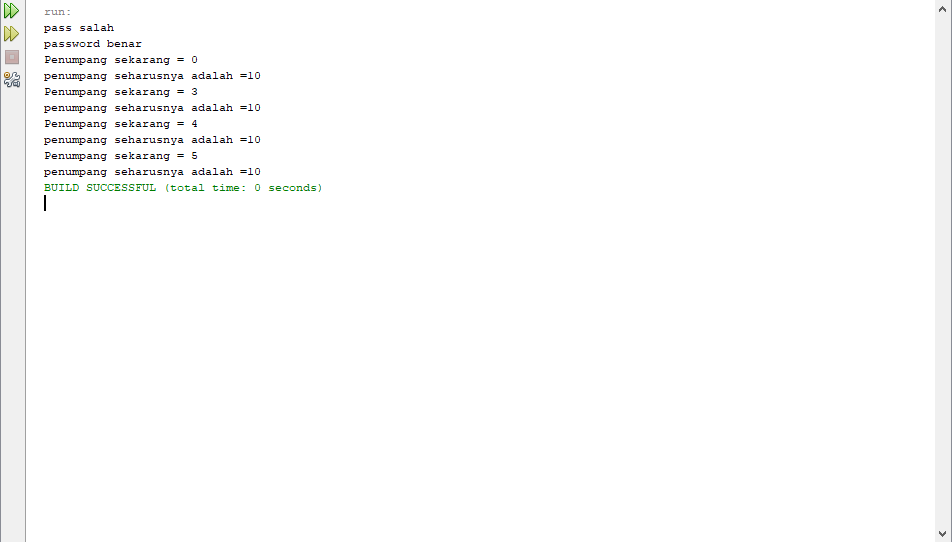 run:
pass salah
password benar
Penumpang sekarang = 0
penumpang seharusnya adalah =10
Penumpang sekarang = 3
penumpang seharusnya adalah =10
Penumpang sekarang = 4
penumpang seharusnya adalah =10
Penumpang sekarang = 5
penumpang seharusnya adalah =10
BUILD SUCCESSFUL (total time: 0 seconds)